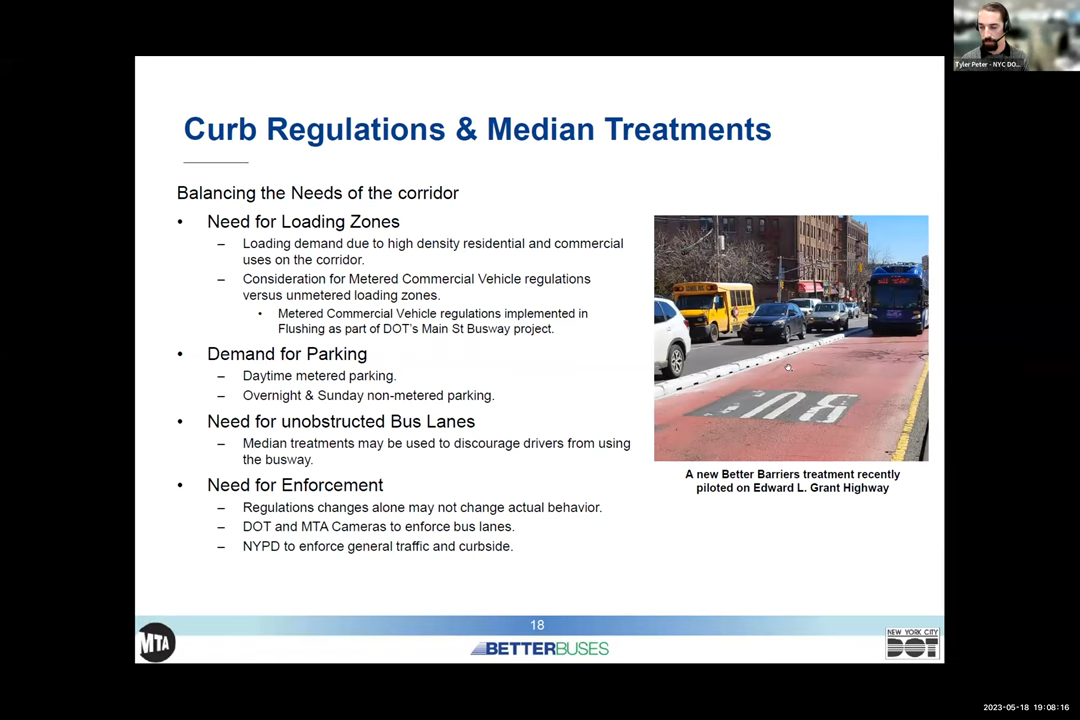 Tyler Peter - NYC DO...
Curb Regulations & Median Treatments
Balancing the Needs of the corridor
• Need for Loading Zones
– Loading demand due to high density residential and commercial
uses on the corridor.
– Consideration for Metered Commercial Vehicle regulations
versus unmetered loading zones.
• Metered Commercial Vehicle regulations implemented in
Flushing as part of DOT's Main St Busway project.
• Demand for Parking
– Daytime metered parking.
– Overnight & Sunday non-metered parking.
• Need for unobstructed Bus Lanes
– Median treatments may be used to discourage drivers from using
the busway.
• Need for Enforcement
– Regulations changes alone may not change actual behavior.
– DOT and MTA Cameras to enforce bus lanes.
– NYPD to enforce general traffic and curbside.
BUS
A new Better Barriers treatment recently
piloted on Edward L. Grant Highway
18
MTA
BETTERBUSES
NEW YORK CITY
DOT
2023-05-18 19:08:16